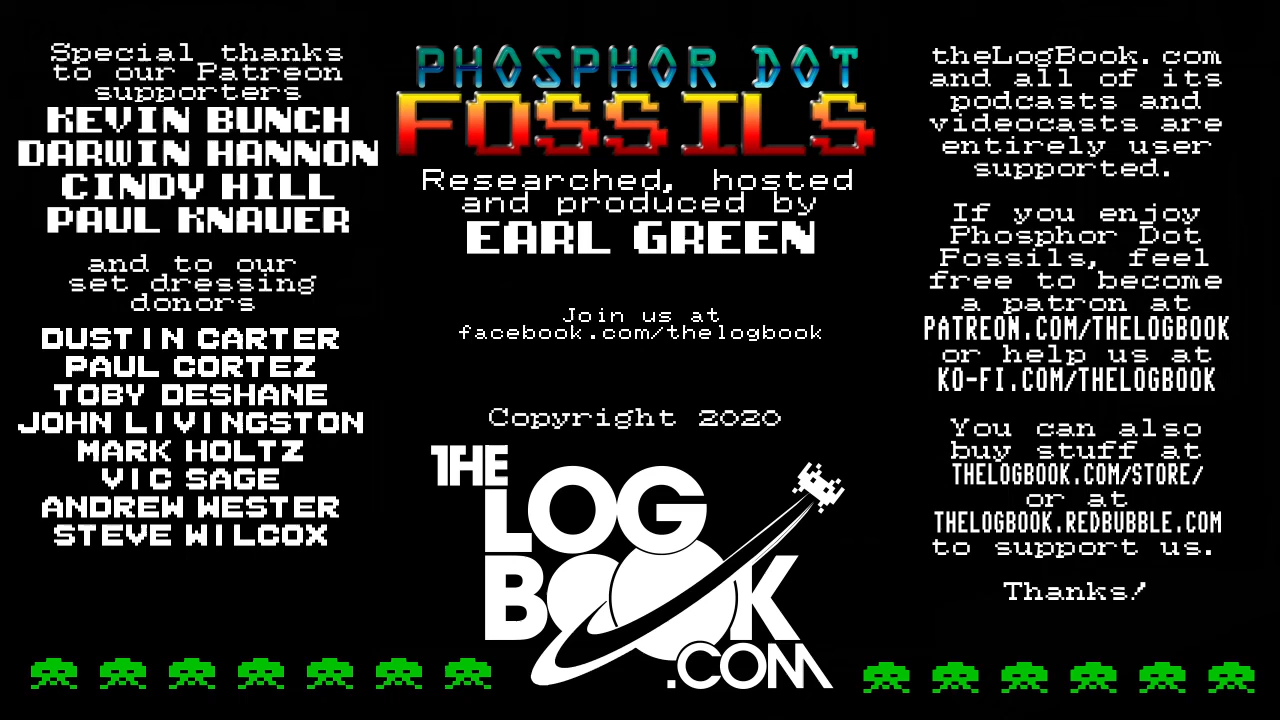 Special thanks
to our Patreon
supporters
KEVIN BUNCH
DARWIN HANNON
CINDY HILL
PAUL KNAUER
and to our
set dressing
donors
DUSTIN CARTER
PAUL CORTEZ
TOBY DESHANE
JOHN LIVINGSTON
MARK HOLTZ
VIC SAGE
ANDREW WESTER
STEVE WILCOX
PHOSPHOR DOT
FOSSILS
Researched, hosted
and produced by
EARL GREEN
Join us at
facebook.com/thelogbook
Copyright 2020
THE
LOG
BOOK
.COM
theLogBook.com
and all of its
podcasts and
videocasts are
entirely user
supported.
If you enjoy
Phosphor Dot
Fossils, feel
free to become
a patron at
PATREON.COM/THELOGBOOK
or help us at
KO-FI.COM/THELOGBOOK
You can also
buy stuff at
THELOGBOOK.COM/STORE/
or at
THELOGBOOK.REDBUBBLE.COM
to support us.
Thanks!